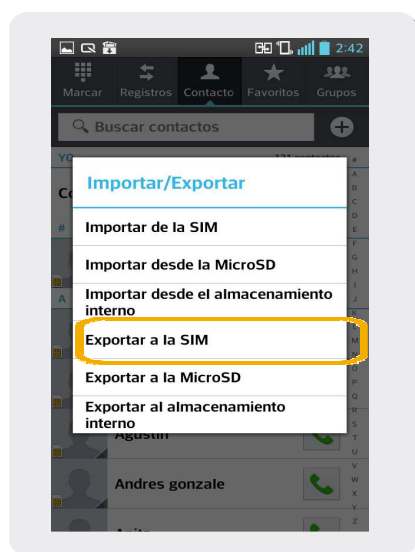 2:42
Marcar Registros Contacto Favoritos Grupos
Buscar contactos
YO
Importar/Exportar
Importar de la SIM
Importar desde la MicroSD
Importar desde el almacenamiento
interno
Exportar a la SIM
Exportar a la MicroSD
Exportar al almacenamiento
interno
Agustin
Andres gonzale
#
A
B
C
D
E
F
G
H
I
J
K
L
M
N
O
P
Q
R
S
T
U
V
W
X
Y
Z
#
A